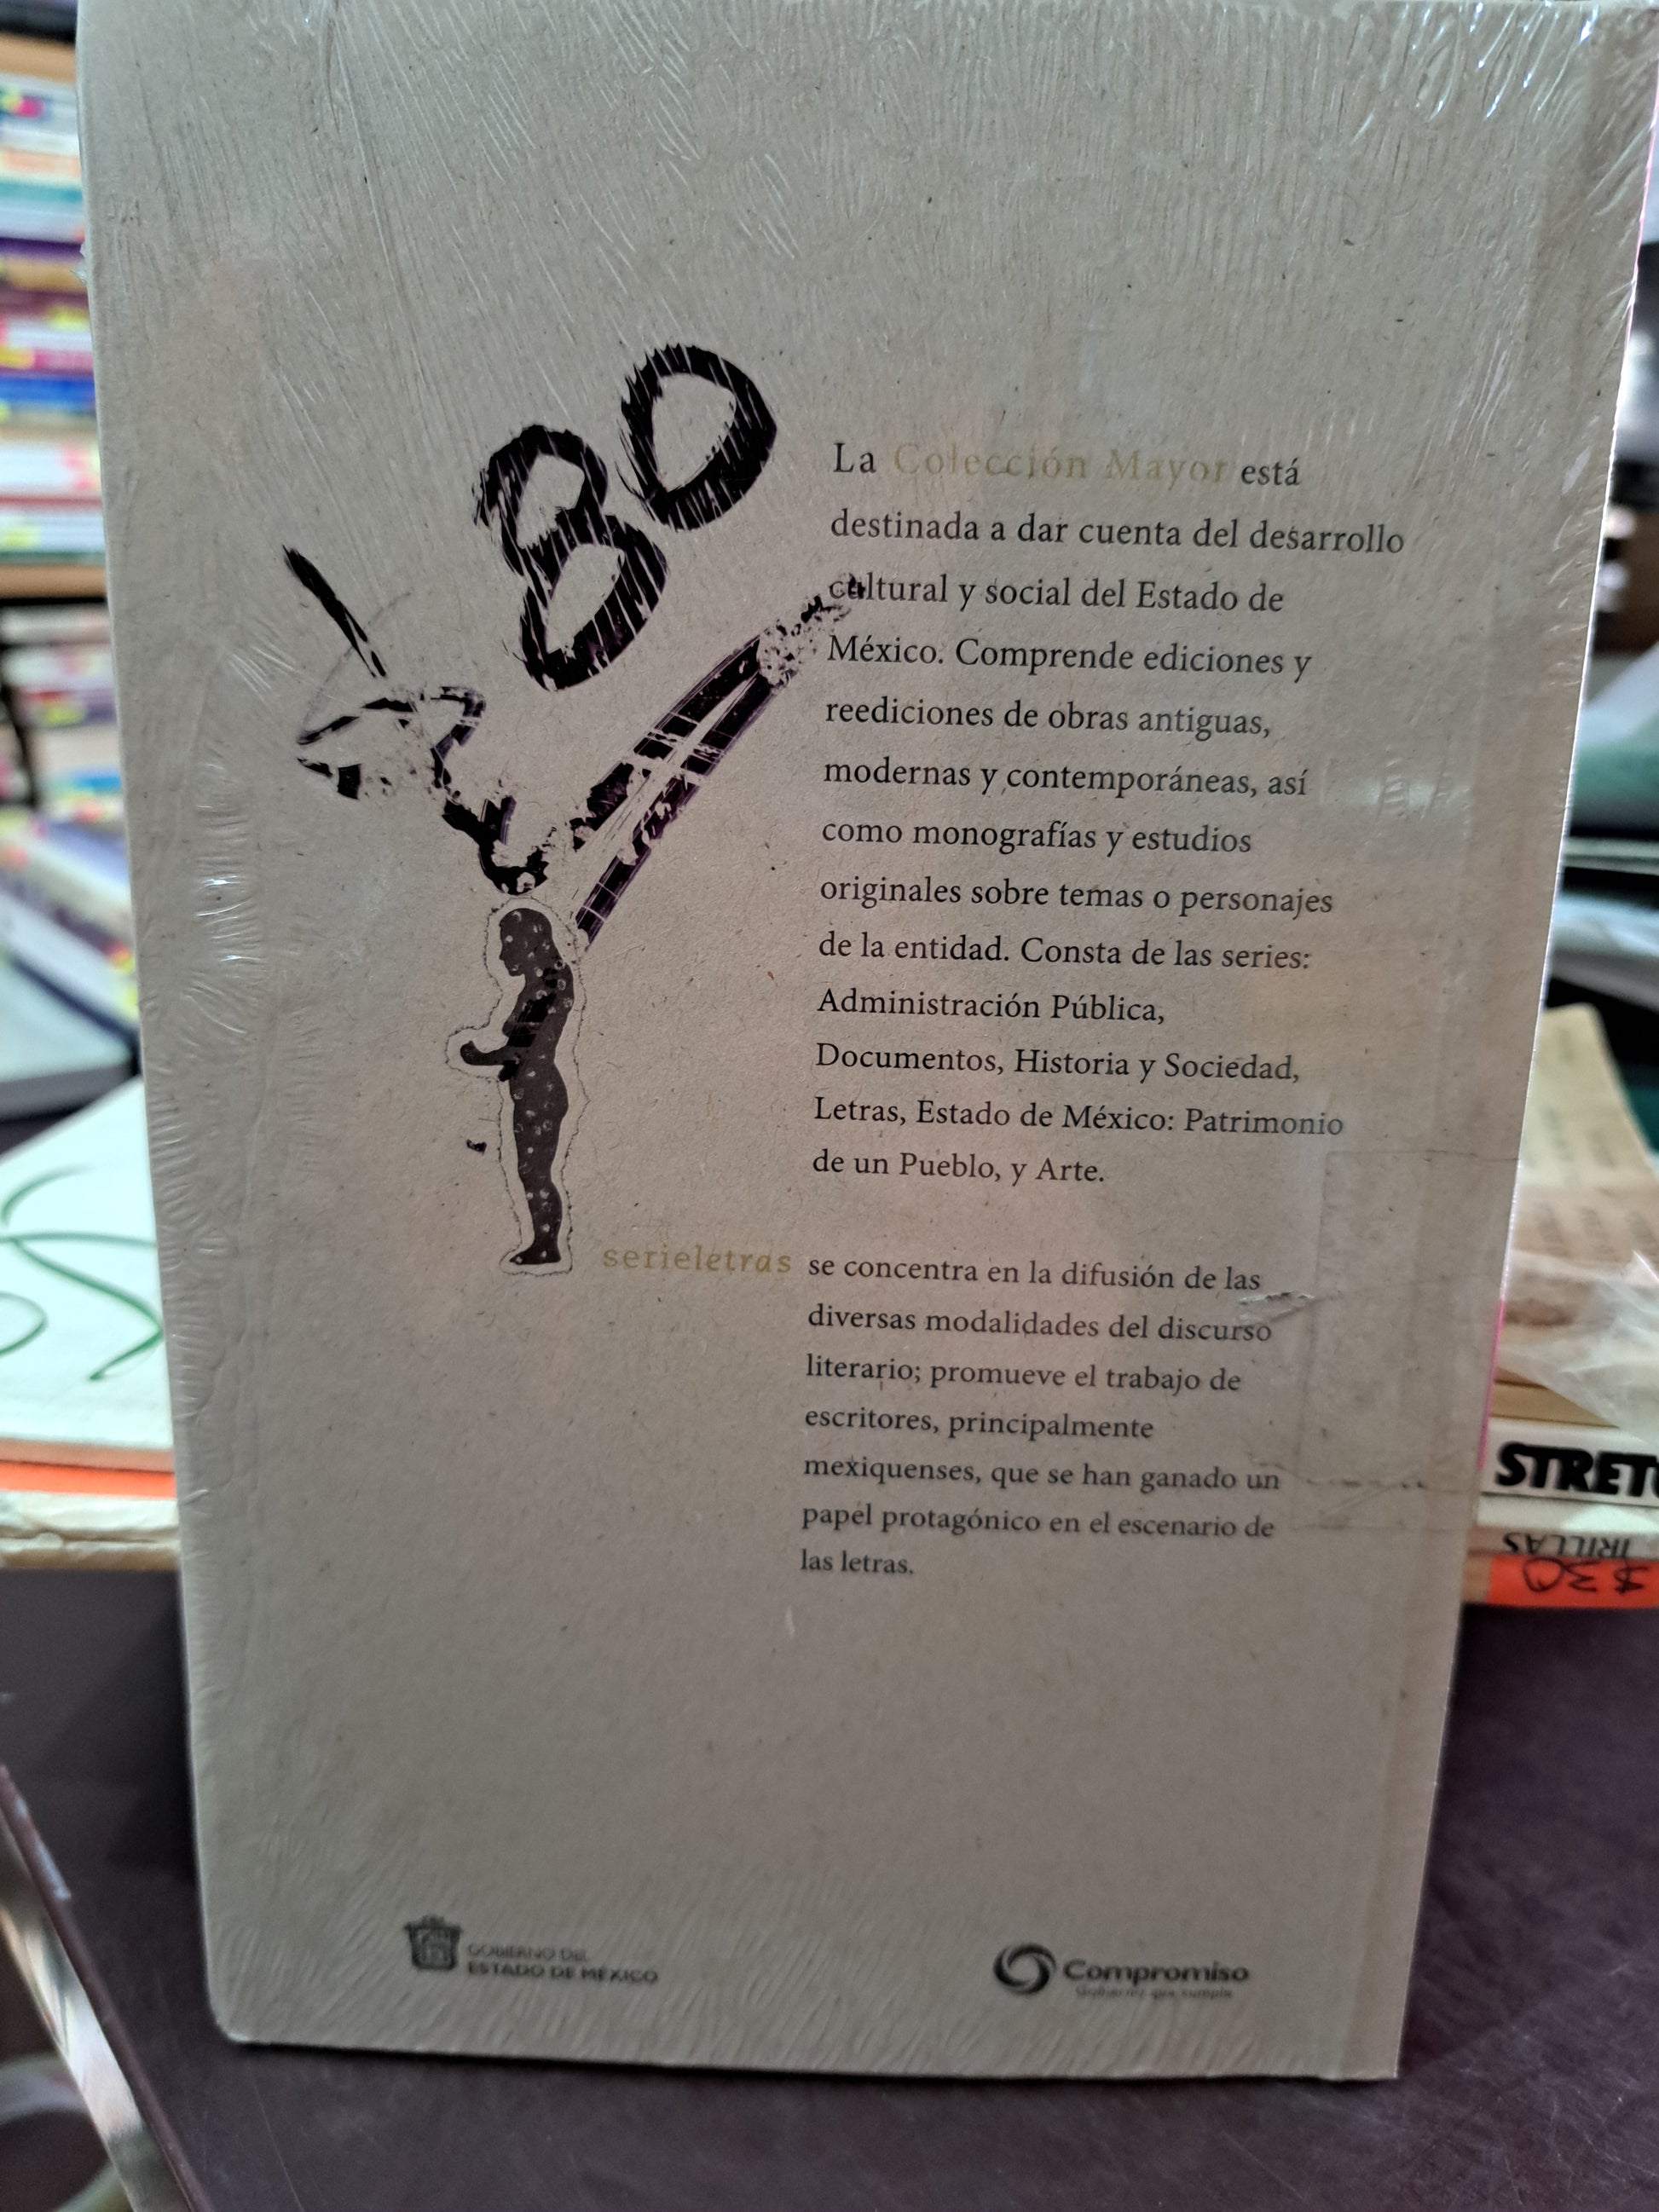 La Colección Mayor está
destinada a dar cuenta del desarrollo
cultural y social del Estado de
México. Comprende ediciones y
reediciones de obras antiguas,
modernas y contemporáneas, así
como monografías y estudios
originales sobre temas o personajes
de la entidad. Consta de las series:
Administración Pública,
Documentos, Historia y Sociedad,
Letras, Estado de México: Patrimonio
de un Pueblo, y Arte.
serieletras se concentra en la difusión de las
diversas modalidades del discurso
literario; promueve el trabajo de
escritores, principalmente
mexiquenses, que se han ganado un
papel protagónico en el escenario de
las letras.
GOBIERNO DEL
ESTADO DE MÉXICO
Compromiso
Gobierno que cumple
TRILLAS
$30